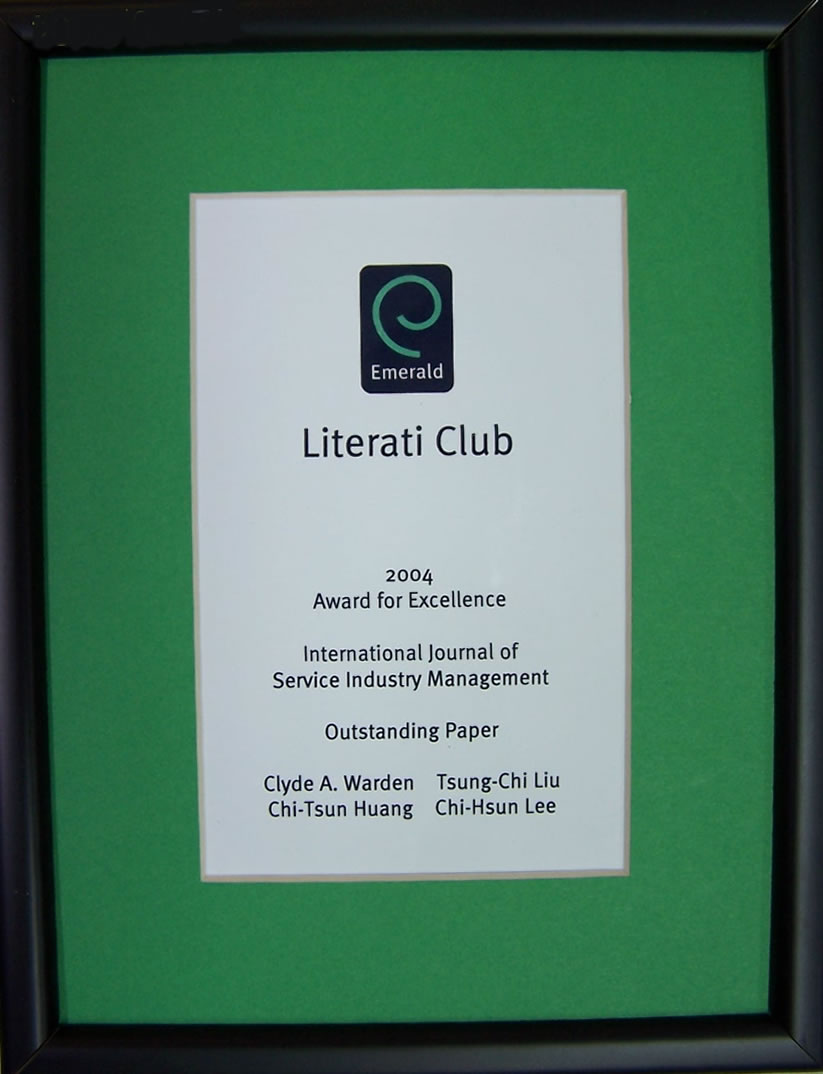 Emerald
Literati Club
2004
Award for Excellence
International Journal of
Service Industry Management
Outstanding Paper
Clyde A. Warden Tsung-Chi Liu
Chi-Tsun Huang Chi-Hsun Lee